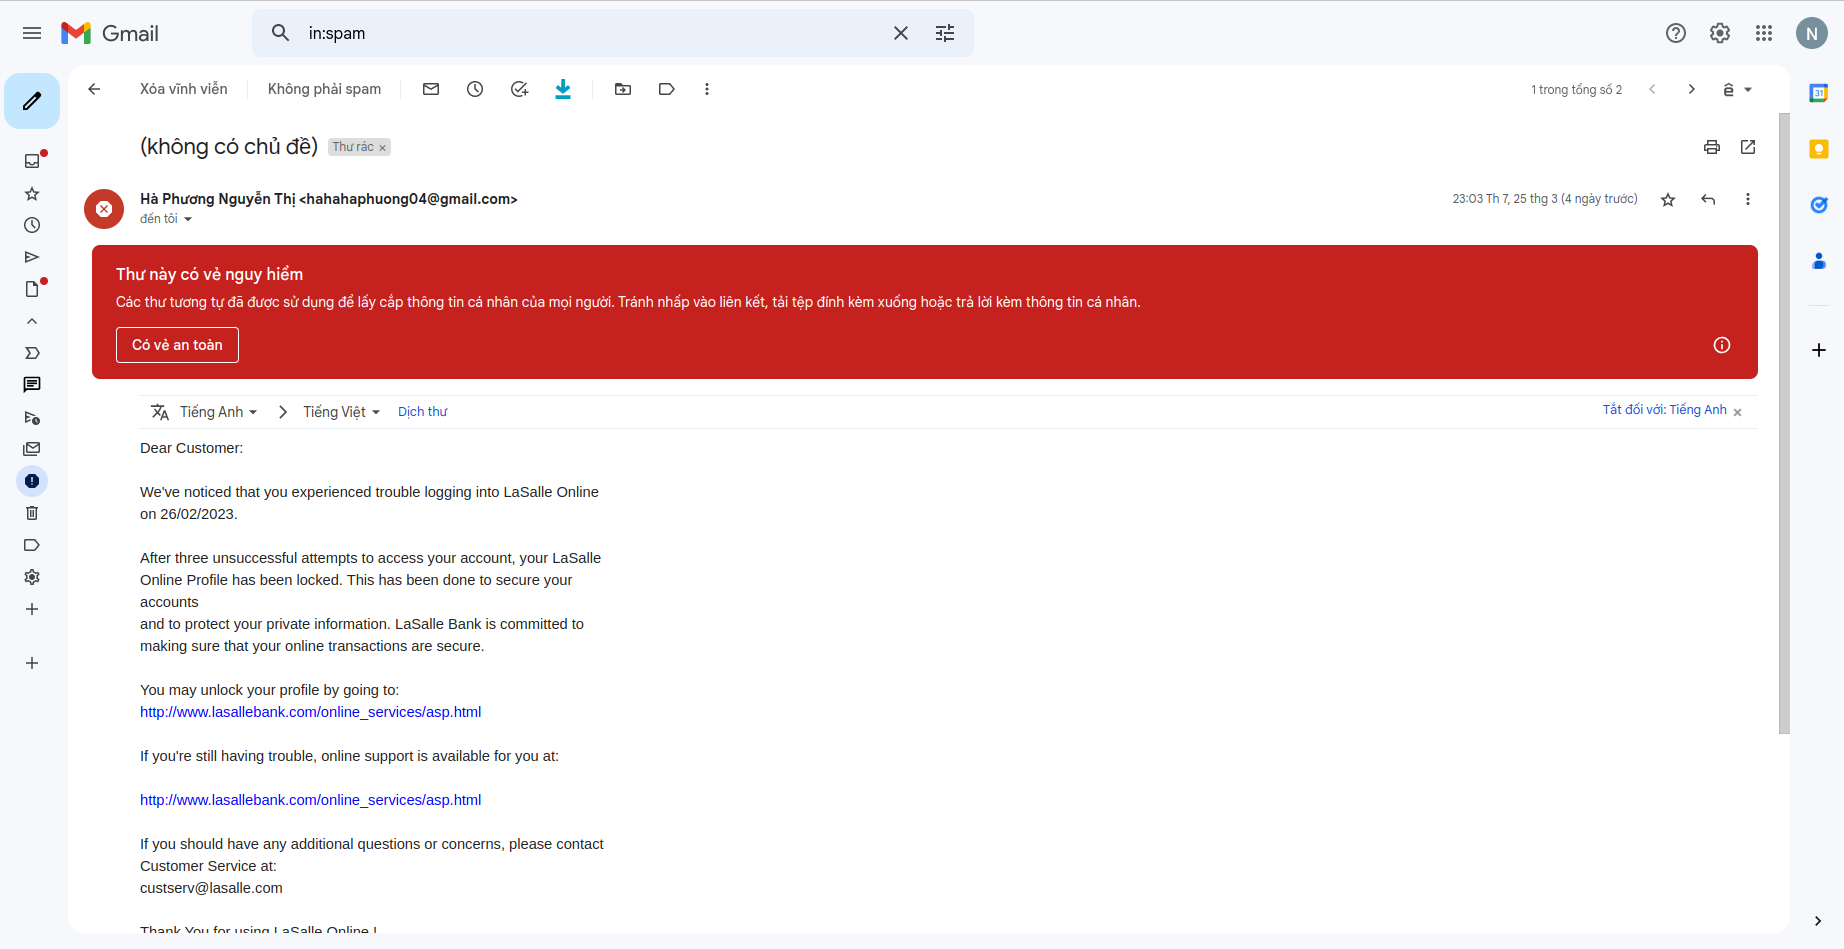 Gmail
in:spam
N
Xóa vĩnh viễn
Không phải spam
1 trong tổng số 2
ê
(không có chủ đề)
Thư rác ×
Hà Phương Nguyễn Thị <hahahaphuong04@gmail.com>
23:03 Th 7, 25 thg 3 (4 ngày trước)
đến tôi
Thư này có vẻ nguy hiểm
Các thư tương tự đã được sử dụng để lấy cắp thông tin cá nhân của mọi người. Tránh nhấp vào liên kết, tải tệp đính kèm xuống hoặc trả lời kèm thông tin cá nhân.
Có vẻ an toàn
Tiếng Anh > Tiếng Việt Dịch thư
Tắt đối với: Tiếng Anh ×
Dear Customer:
We've noticed that you experienced trouble logging into LaSalle Online
on 26/02/2023.
After three unsuccessful attempts to access your account, your LaSalle
Online Profile has been locked. This has been done to secure your
accounts
and to protect your private information. LaSalle Bank is committed to
making sure that your online transactions are secure.
You may unlock your profile by going to:
http://www.lasallebank.com/online_services/asp.html
If you're still having trouble, online support is available for you at:
http://www.lasallebank.com/online_services/asp.html
If you should have any additional questions or concerns, please contact
Customer Service at:
custserv@lasalle.com
Thank You for using LaSalle Online !
31